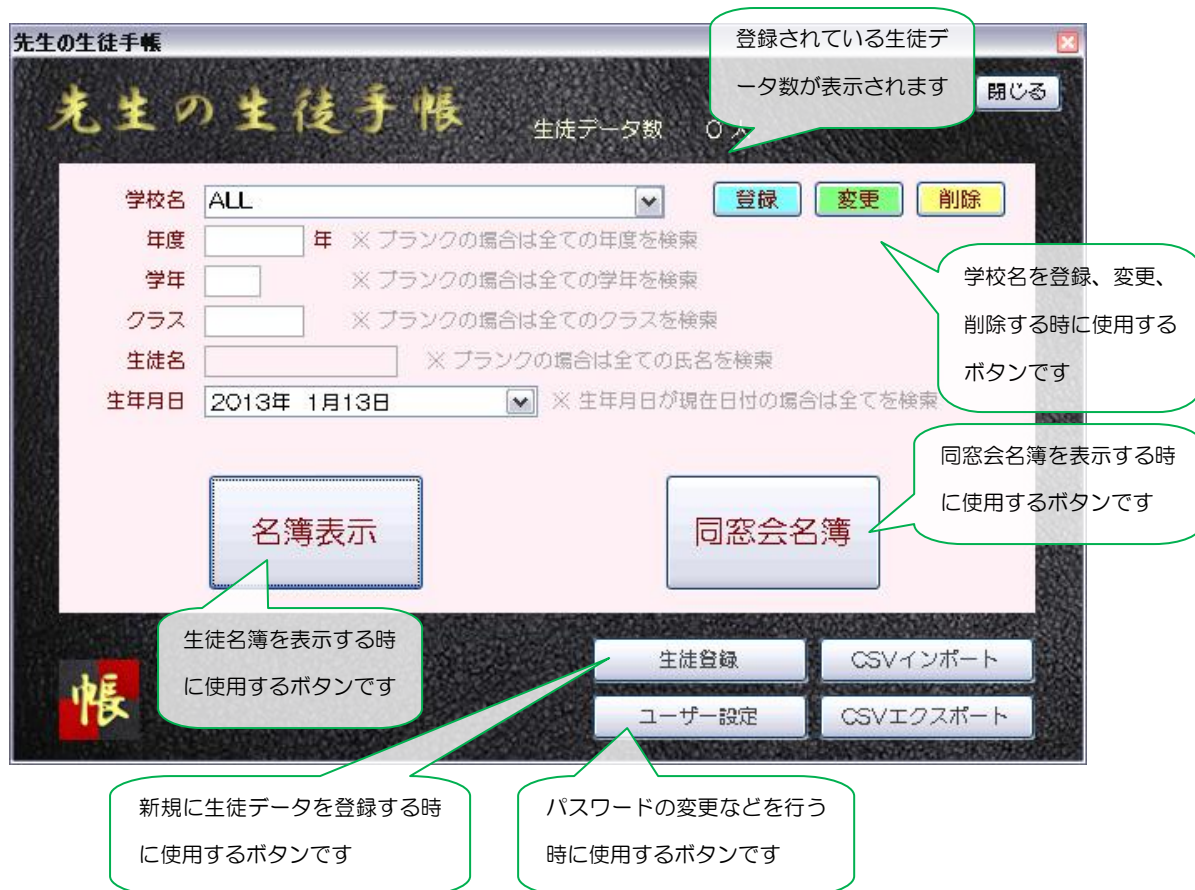 先生の生徒手帳
登録されている生徒デ
ータ数が表示されます
閉じる
先生の生徒手帳
生徒データ数 0 人
学校名 ALL 登録 変更 削除
年度 年 ※ ブランクの場合は全ての年度を検索
学年 ※ ブランクの場合は全ての学年を検索
クラス ※ ブランクの場合は全てのクラスを検索
生徒名 ※ ブランクの場合は全ての氏名を検索
生年月日 2013年 1月13日 ※ 生年月日が現在日付の場合は全てを検索
学校名を登録、変更、
削除する時に使用する
ボタンです
同窓会名簿を表示する時
に使用するボタンです
名簿表示 同窓会名簿
生徒名簿を表示する時
に使用するボタンです
生徒登録 CSVインポート
帳
ユーザー設定 CSVエクスポート
新規に生徒データを登録する時
に使用するボタンです
パスワードの変更などを行う
時に使用するボタンです